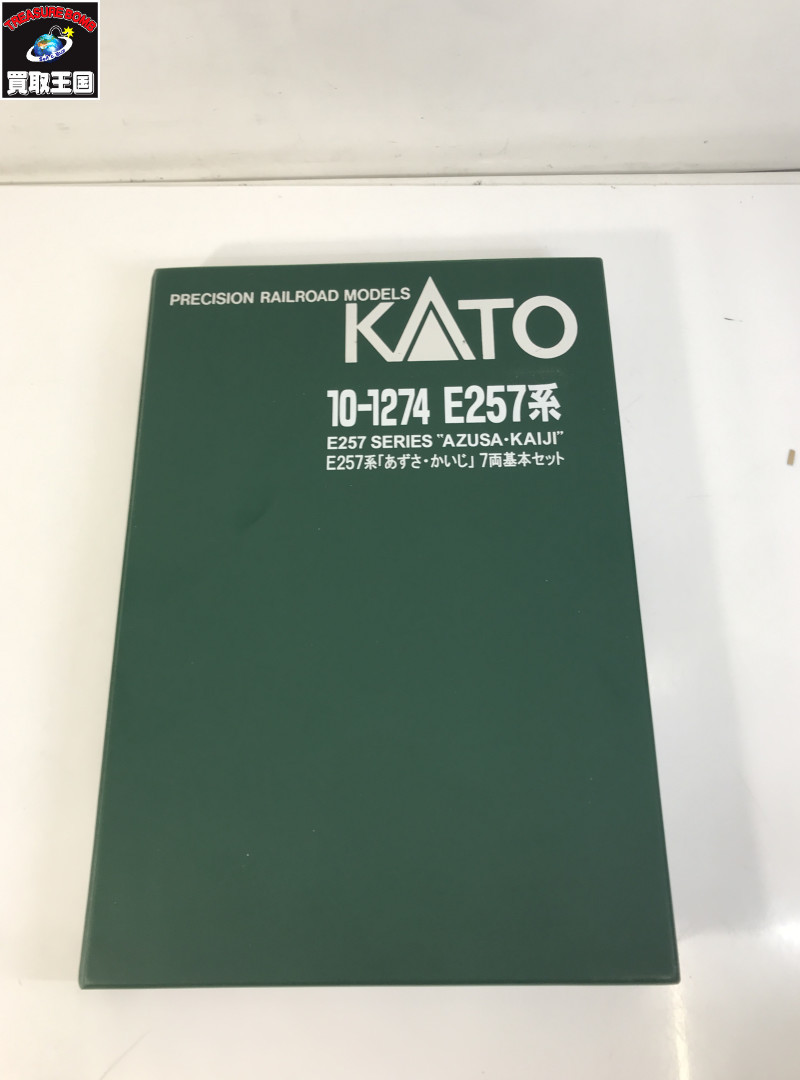 TREASURE BOMB
買取王国
PRECISION RAILROAD MODELS
KATO
10-1274 E257系
E257 SERIES "AZUSA・KAIJI"
E257系「あずさ・かいじ」7両基本セット